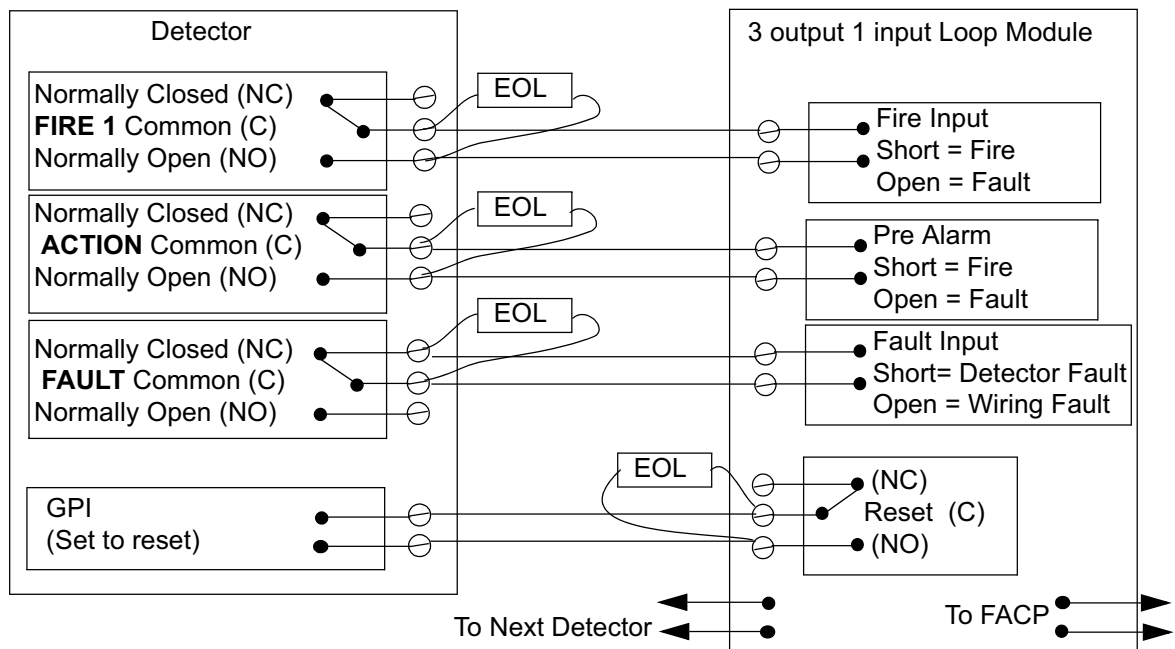 Detector
3 output 1 input Loop Module
Normally Closed (NC)
FIRE 1 Common (C)
Normally Open (NO)
EOL
Fire Input
Short = Fire
Open = Fault
Normally Closed (NC)
ACTION Common (C)
Normally Open (NO)
EOL
Pre Alarm
Short = Fire
Open = Fault
Normally Closed (NC)
FAULT Common (C)
Normally Open (NO)
EOL
Fault Input
Short= Detector Fault
Open = Wiring Fault
GPI
(Set to reset)
EOL
(NC)
Reset (C)
(NO)
To Next Detector
To FACP